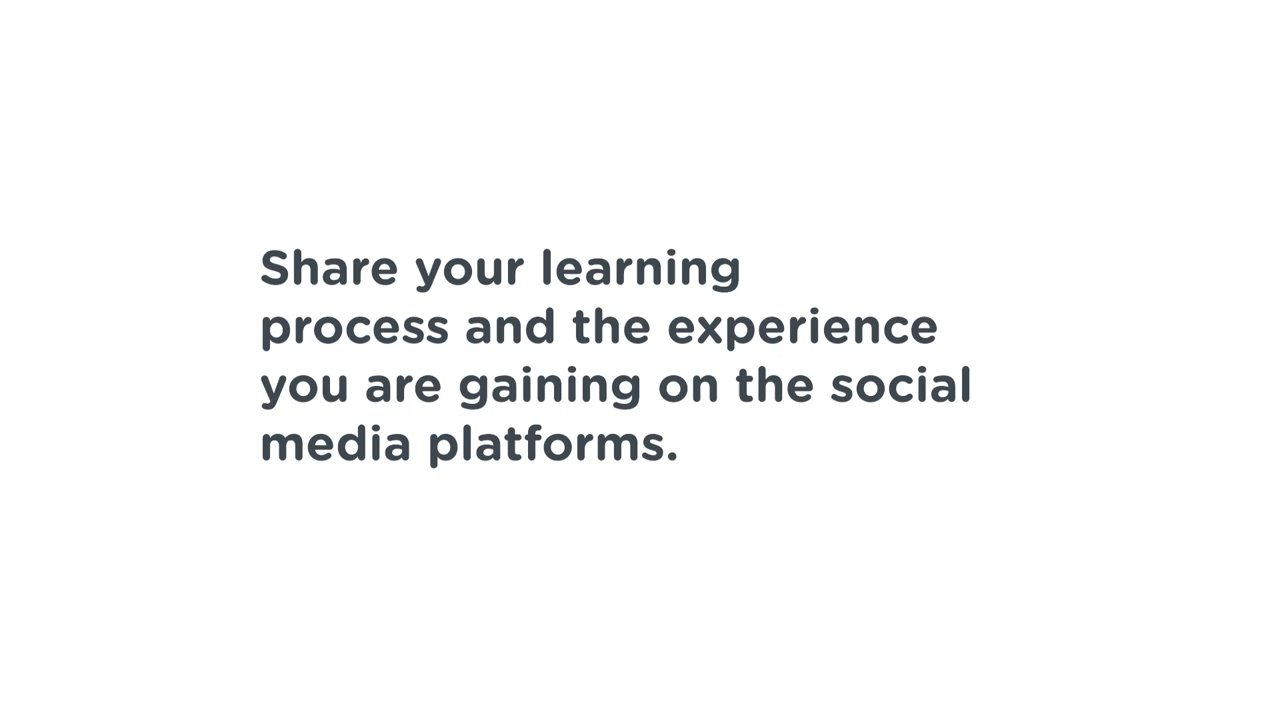 Share your learning
process and the experience
you are gaining on the social
media platforms.